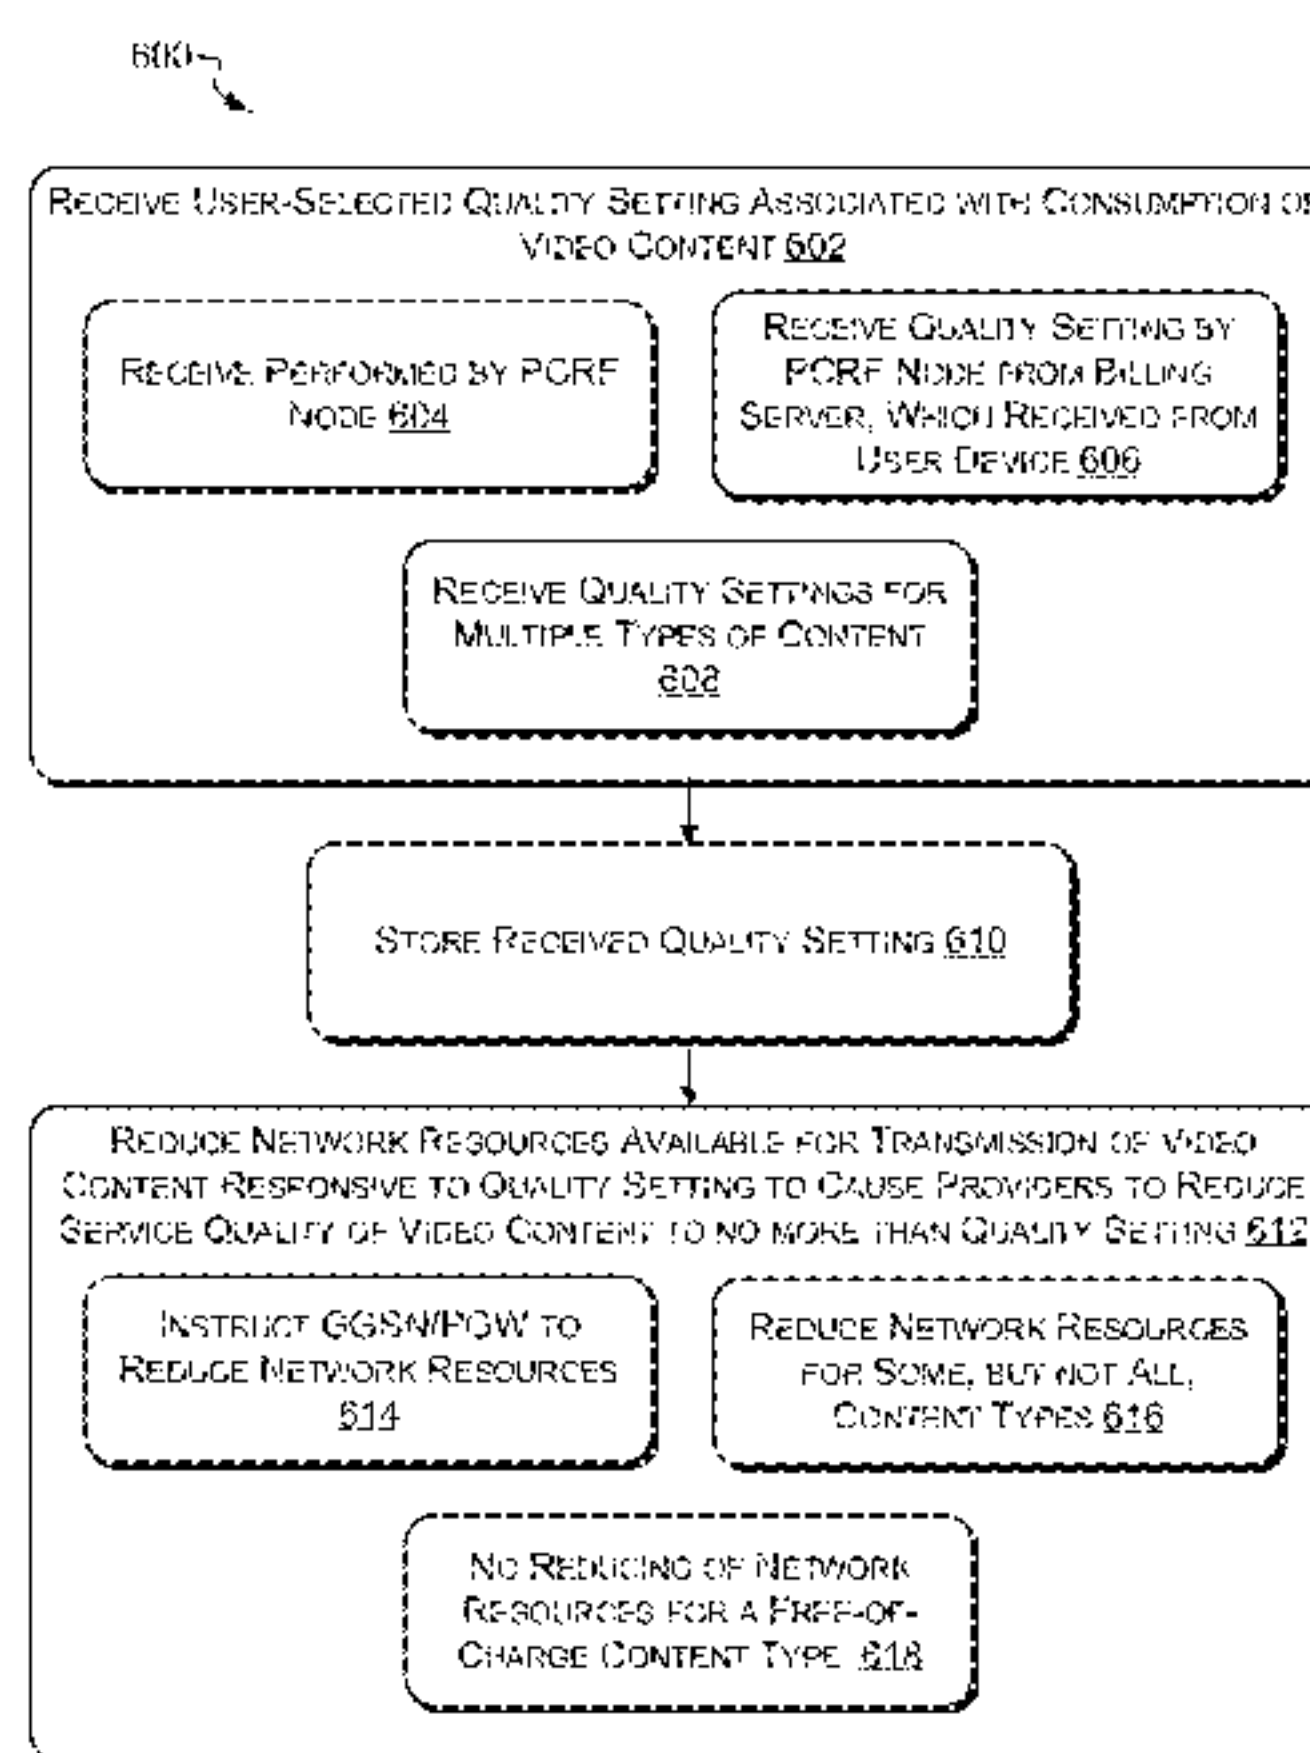 600
RECEIVE USER-SELECTED QUALITY SETTING ASSOCIATED WITH CONSUMPTION OF
VIDEO CONTENT 602
RECEIVE PERFORMED BY PCRF
NODE 604
RECEIVE QUALITY SETTING BY
PCRF NODE FROM BILLING
SERVER, WHICH RECEIVED FROM
USER DEVICE 606
RECEIVE QUALITY SETTINGS FOR
MULTIPLE TYPES OF CONTENT
608
STORE RECEIVED QUALITY SETTING 610
REDUCE NETWORK RESOURCES AVAILABLE FOR TRANSMISSION OF VIDEO
CONTENT RESPONSIVE TO QUALITY SETTING TO CAUSE PROVIDERS TO REDUCE
SERVICE QUALITY OF VIDEO CONTENT TO NO MORE THAN QUALITY SETTING 612
INSTRUCT GGSN/PGW TO
REDUCE NETWORK RESOURCES
614
REDUCE NETWORK RESOURCES
FOR SOME, BUT NOT ALL,
CONTENT TYPES 616
NO REDUCING OF NETWORK
RESOURCES FOR A FREE-OF-
CHARGE CONTENT TYPE 618